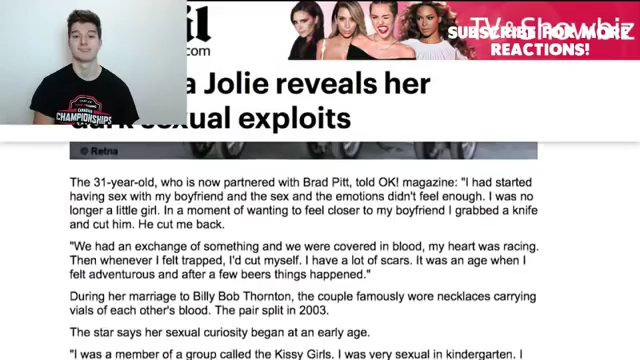 TV&Showbiz
SUBSCRIBE FOR MORE
REACTIONS!
il
.com
a Jolie reveals her
dark sexual exploits
© Retna
The 31-year-old, who is now partnered with Brad Pitt, told OK! magazine: "I had started
having sex with my boyfriend and the sex and the emotions didn't feel enough. I was no
longer a little girl. In a moment of wanting to feel closer to my boyfriend I grabbed a knife
and cut him. He cut me back.
"We had an exchange of something and we were covered in blood, my heart was racing.
Then whenever I felt trapped, I'd cut myself. I have a lot of scars. It was an age when I
felt adventurous and after a few beers things happened."
During her marriage to Billy Bob Thornton, the couple famously wore necklaces carrying
vials of each other's blood. The pair split in 2003.
The star says her sexual curiosity began at an early age.
"I was a member of a group called the Kissy Girls. I was very sexual in kindergarten. I
CHAMPIONSHIPS